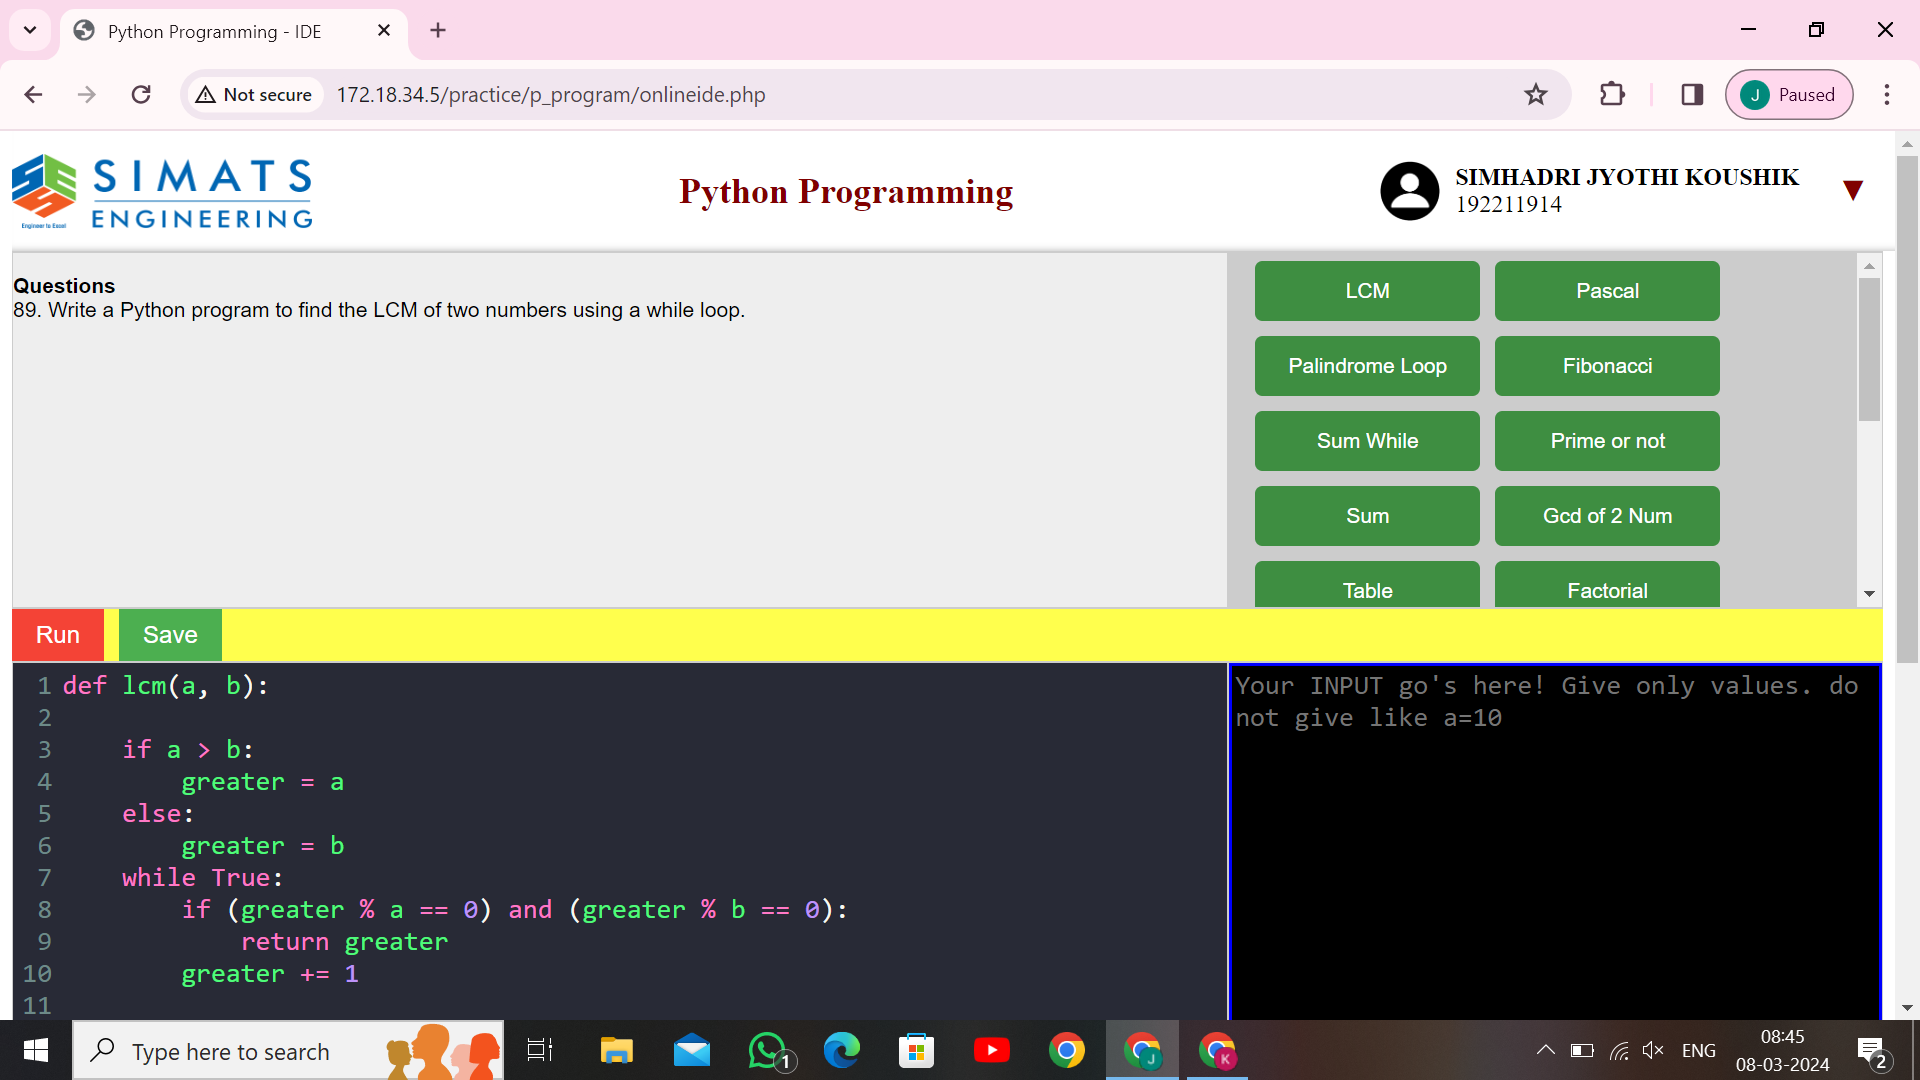 Python Programming - IDE
Not secure
172.18.34.5/practice/p_program/onlineide.php
J
Paused
SIMATS
ENGINEERING
Engineer to Excel
Python Programming
SIMHADRI JYOTHI KOUSHIK
192211914
Questions
89. Write a Python program to find the LCM of two numbers using a while loop.
LCM
Pascal
Palindrome Loop
Fibonacci
Sum While
Prime or not
Sum
Gcd of 2 Num
Table
Factorial
Run
Save
1 def lcm(a, b):
2
3     if a > b:
4         greater = a
5     else:
6         greater = b
7     while True:
8         if (greater % a == 0) and (greater % b == 0):
9             return greater
10         greater += 1
11
Your INPUT go's here! Give only values. do
not give like a=10
Type here to search
1
J
K
ENG
08:45
08-03-2024
2